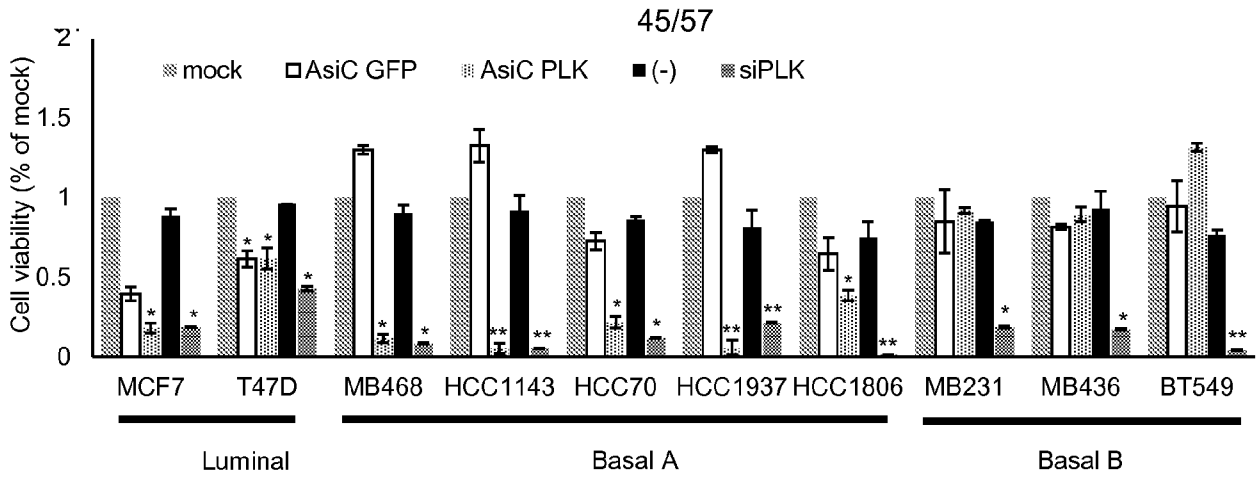 45/57
2
mock AsiC GFP AsiC PLK (-) siPLK
Cell viability (% of mock)
1.5
1
0.5
0
* * * * * * * ** ** * * ** ** * ** * * **
MCF7 T47D MB468 HCC1143 HCC70 HCC1937 HCC1806 MB231 MB436 BT549
Luminal Basal A Basal B